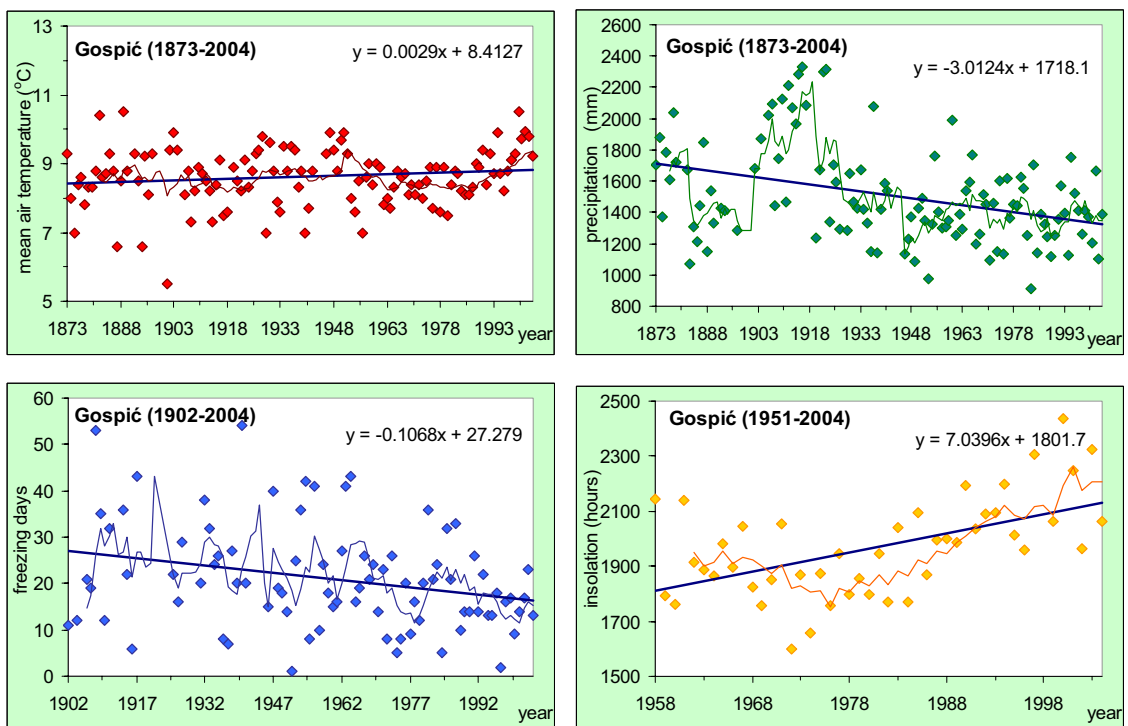 Gospić (1873-2004)
y = 0.0029x + 8.4127
mean air temperature (°C)
13
11
9
7
5
1873 1888 1903 1918 1933 1948 1963 1978 1993 year
Gospić (1873-2004)
y = -3.0124x + 1718.1
precipitation (mm)
2600
2400
2200
2000
1800
1600
1400
1200
1000
800
1873 1888 1903 1918 1933 1948 1963 1978 1993 year
Gospić (1902-2004)
y = -0.1068x + 27.279
freezing days
60
50
40
30
20
10
0
1902 1917 1932 1947 1962 1977 1992 year
Gospić (1951-2004)
y = 7.0396x + 1801.7
insolation (hours)
2500
2300
2100
1900
1700
1500
1958 1968 1978 1988 1998 year